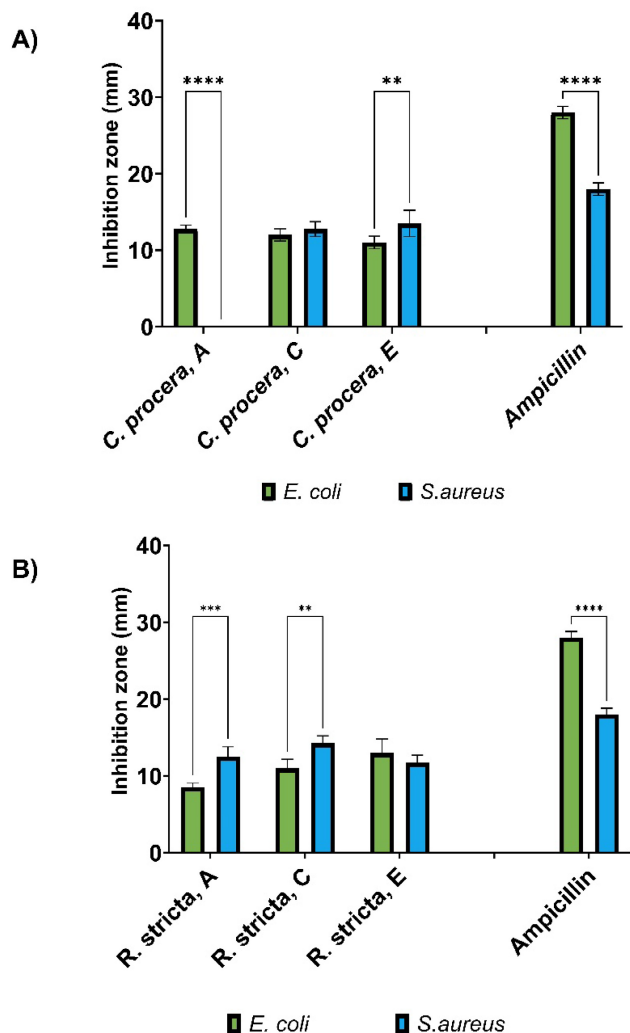 A)
Inhibition zone (mm)
40
30
20
10
0
****
**
****
C. procera, A
C. procera, C
C. procera, E
Ampicillin
E. coli
S.aureus
B)
Inhibition zone (mm)
40
30
20
10
0
***
**
****
R. stricta, A
R. stricta, C
R. stricta, E
Ampicillin
E. coli
S.aureus